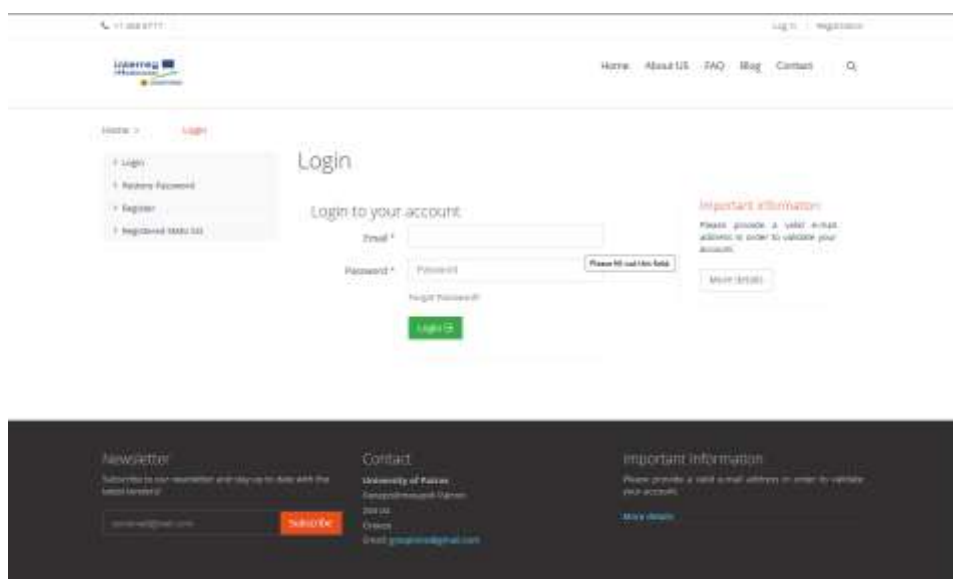 Log In Registration
Interreg
Home About US FAQ Blog Contact
Home > Login
> Login
> Restore Password
> Register
Login
Login to your account
Email *
Please fill out this field.
Password * Password
Forgot Password?
Login
Important Information
Please provide a valid e-mail
address in order to validate your
account.
More details
Newsletter
Subscribe to our newsletter and stay up to date with the
latest
Subscribe
Contact
University of Patras
Greece
Email
Important Information
Please provide a valid e-mail address in order to validate
your account.
More details